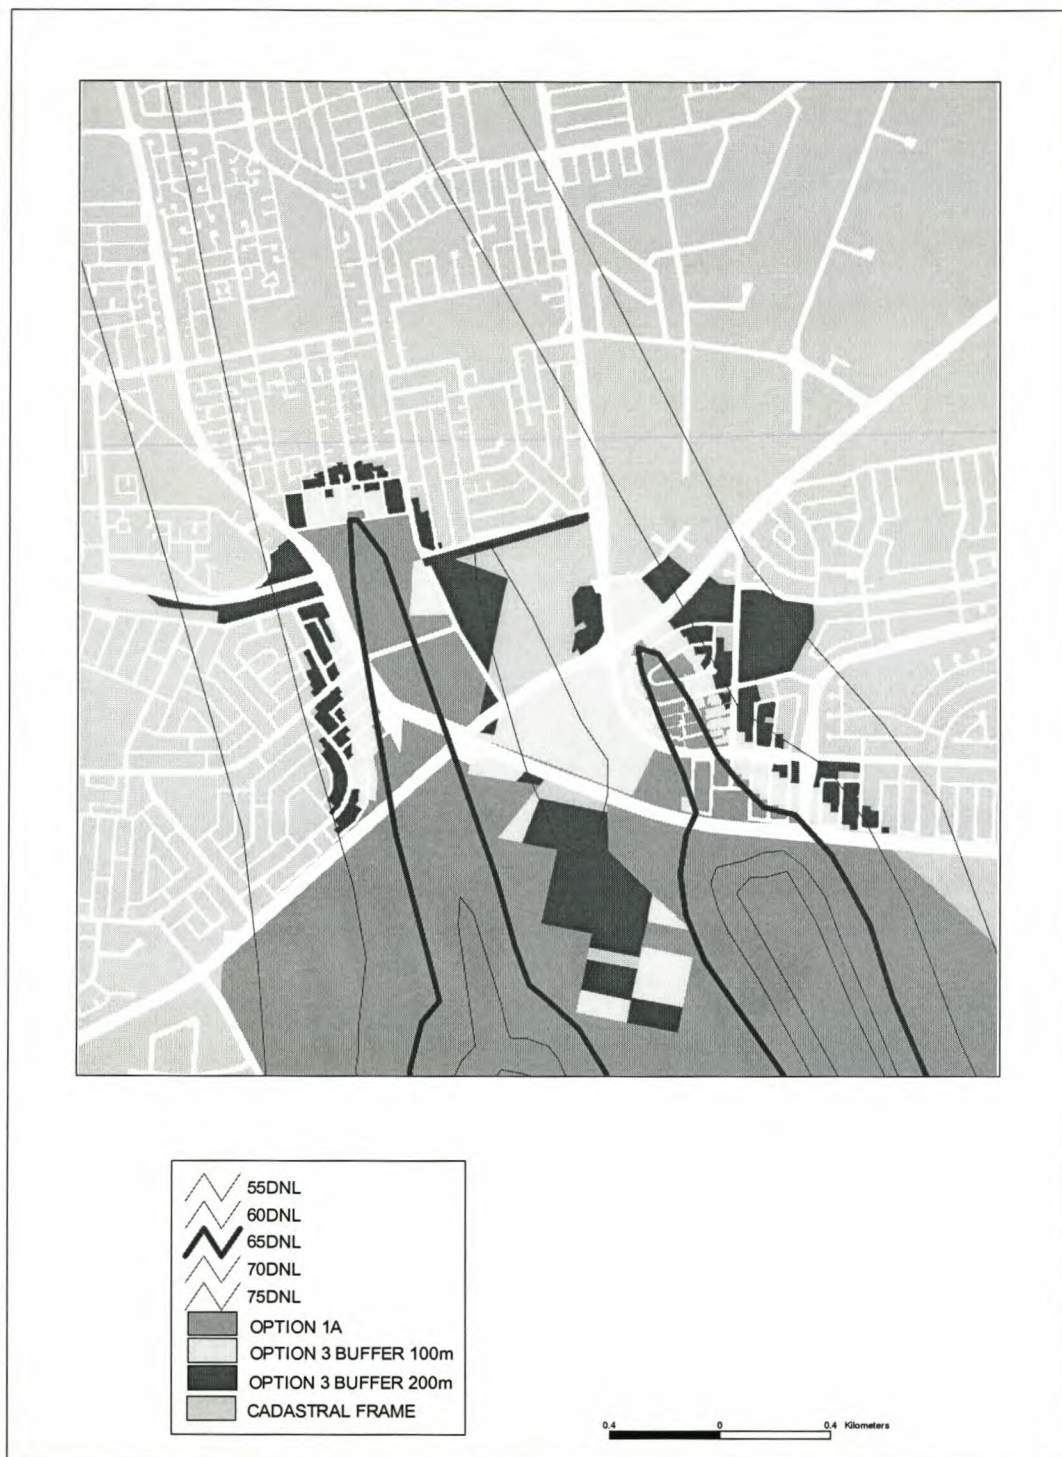 55DNL
60DNL
65DNL
70DNL
75DNL
OPTION 1A
OPTION 3 BUFFER 100m
OPTION 3 BUFFER 200m
CADASTRAL FRAME
0.4 0 0.4 Kilometers